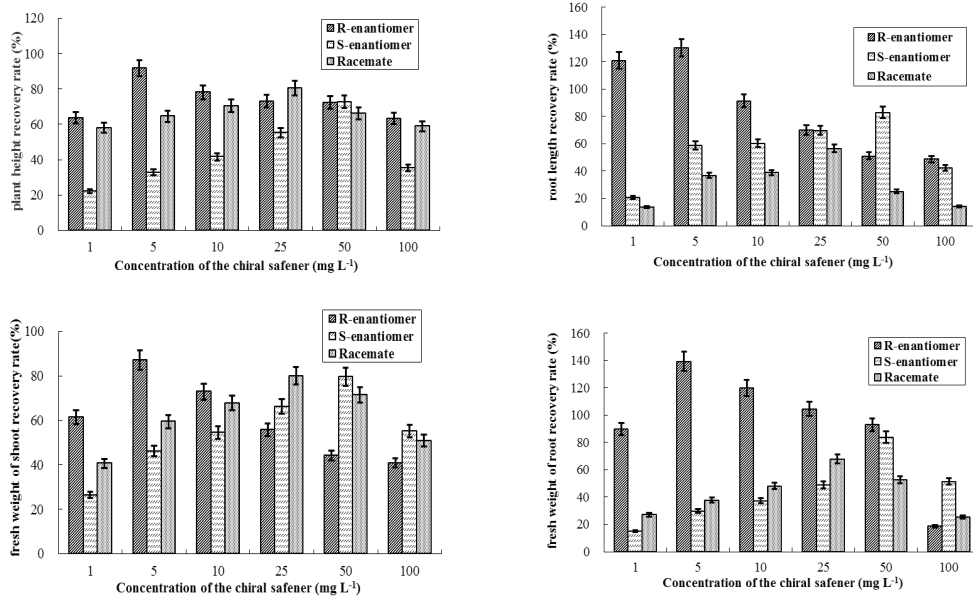 plant height recovery rate (%)
120
100
80
60
40
20
0
R-enantiomer
S-enantiomer
Racemate
1 5 10 25 50 100
Concentration of the chiral safener (mg L-1)
root length recovery rate (%)
160
140
120
100
80
60
40
20
0
R-enantiomer
S-enantiomer
Racemate
1 5 10 25 50 100
Concentration of the chiral safener (mg L-1)
fresh weight of shoot recovery rate(%)
100
80
60
40
20
0
R-enantiomer
S-enantiomer
Racemate
1 5 10 25 50 100
Concentration of the chiral safener (mg L-1)
fresh weight of root recovery rate (%)
160
140
120
100
80
60
40
20
0
R-enantiomer
S-enantiomer
Racemate
1 5 10 25 50 100
Concentration of the chiral safener (mg L-1)